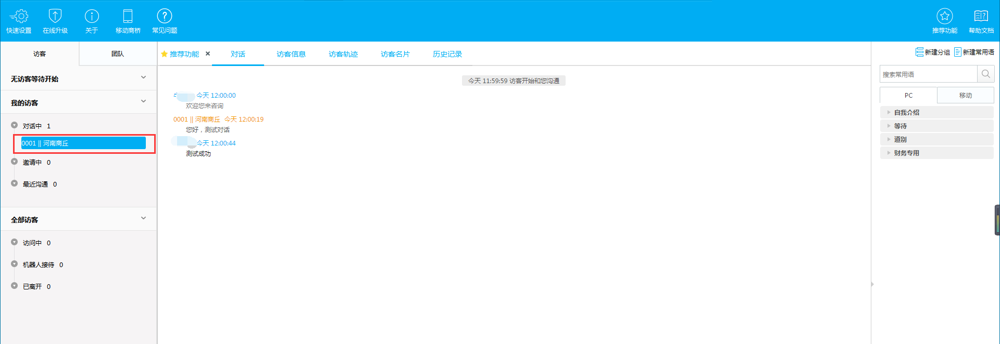 快速设置
在线升级
关于
移动商桥
常见问题
推荐功能
帮助文档
访客
团队
无访客等待开始
我的访客
对话中 1
0001 || 河南商丘
邀请中 0
最近沟通 0
全部访客
访问中 0
机器人接待 0
已离开 0
推荐功能
对话
访客信息
访客轨迹
访客名片
历史记录
今天 11:59:59 访客开始和您沟通
今天 12:00:00
欢迎您来咨询
0001 || 河南商丘 今天 12:00:19
您好，测试对话
今天 12:00:44
测试成功
新建分组
新建常用语
搜索常用语
PC
移动
自我介绍
等待
道别
财务专用